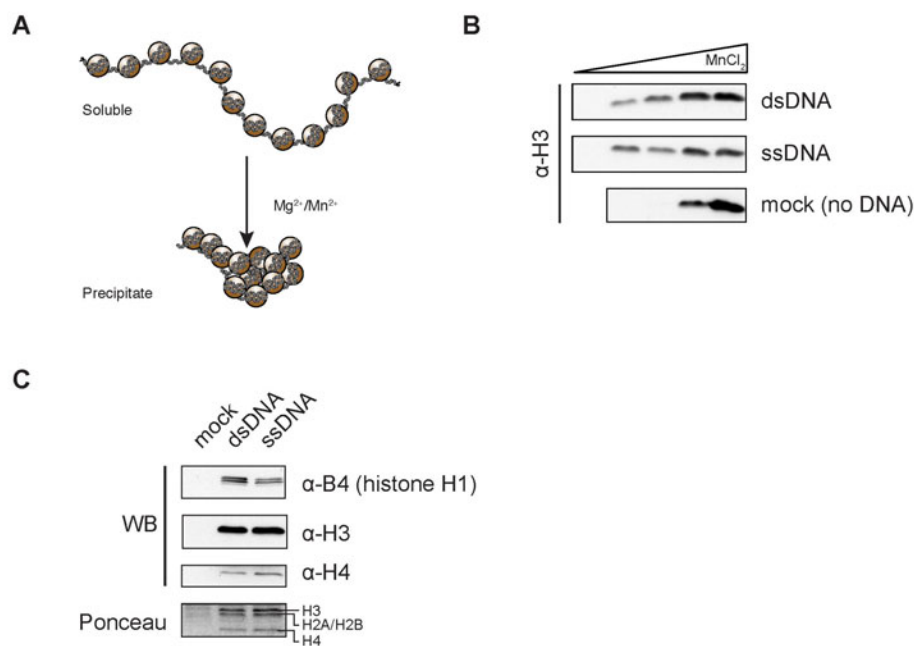 A
Soluble
Mg²⁺/Mn²⁺
Precipitate
B
MnCl₂
α-H3
dsDNA
ssDNA
mock (no DNA)
C
mock
dsDNA
ssDNA
WB
α-B4 (histone H1)
α-H3
α-H4
Ponceau
H3
H2A/H2B
H4